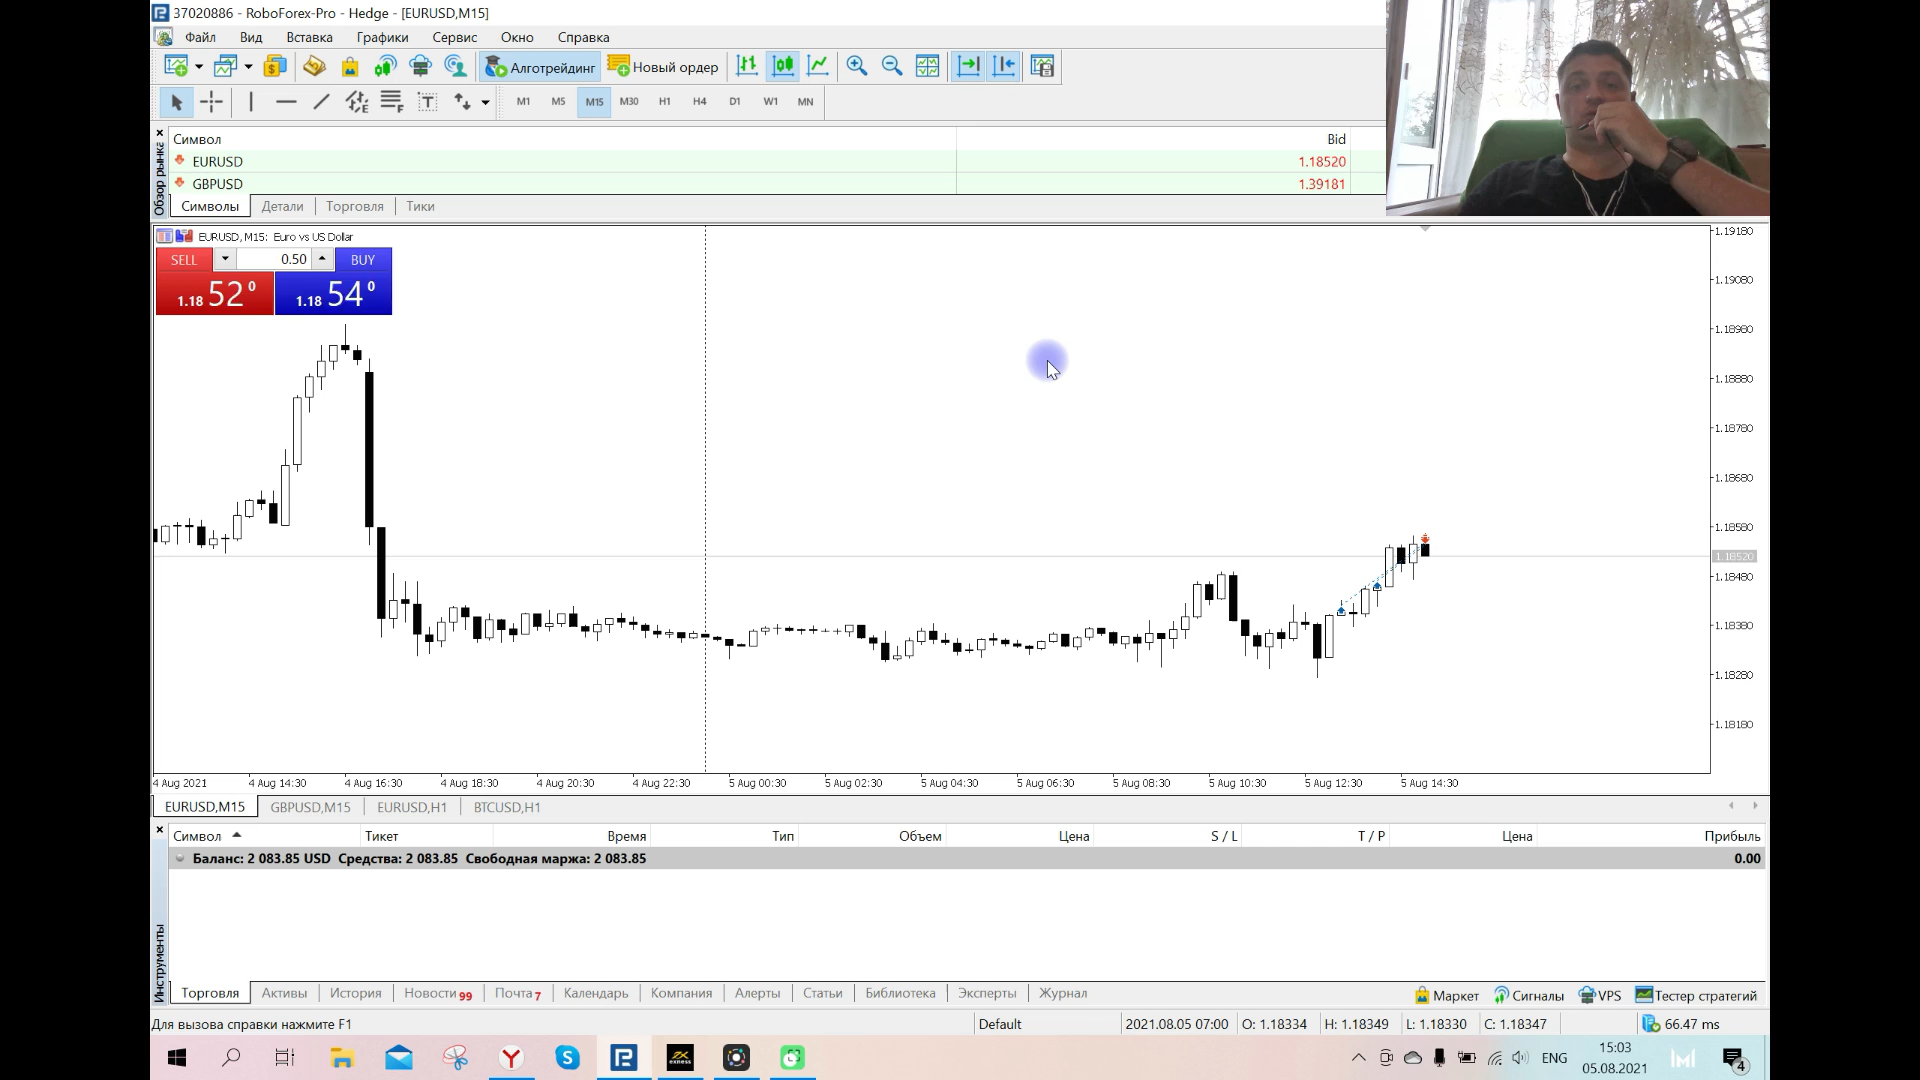 37020886 - RoboForex-Pro - Hedge - [EURUSD,M15]
Файл Вид Вставка Графики Сервис Окно Справка
Алготрейдинг Новый ордер
M1 M5 M15 M30 H1 H4 D1 W1 MN
Обзор рынка
Символ Bid
EURUSD 1.18520
GBPUSD 1.39181
Символы Детали Торговля Тики
EURUSD, M15: Euro vs US Dollar
SELL 0.50 BUY
1.18 52 0 1.18 54 0
1.19180
1.19080
1.18980
1.18880
1.18780
1.18680
1.18580
1.18520
1.18480
1.18380
1.18280
1.18180
4 Aug 2021 4 Aug 14:30 4 Aug 16:30 4 Aug 18:30 4 Aug 20:30 4 Aug 22:30 5 Aug 00:30 5 Aug 02:30 5 Aug 04:30 5 Aug 06:30 5 Aug 08:30 5 Aug 10:30 5 Aug 12:30 5 Aug 14:30
EURUSD,M15 GBPUSD,M15 EURUSD,H1 BTCUSD,H1
Символ Тикет Время Тип Объем Цена S / L T / P Цена Прибыль
Баланс: 2 083.85 USD Средства: 2 083.85 Свободная маржа: 2 083.85 0.00
Инструменты
Торговля Активы История Новости 99 Почта 7 Календарь Компания Алерты Статьи Библиотека Эксперты Журнал Маркет Сигналы VPS Тестер стратегий
Для вызова справки нажмите F1 Default 2021.08.05 07:00 O: 1.18334 H: 1.18349 L: 1.18330 C: 1.18347 66.47 ms
exness ENG 15:03
05.08.2021 4